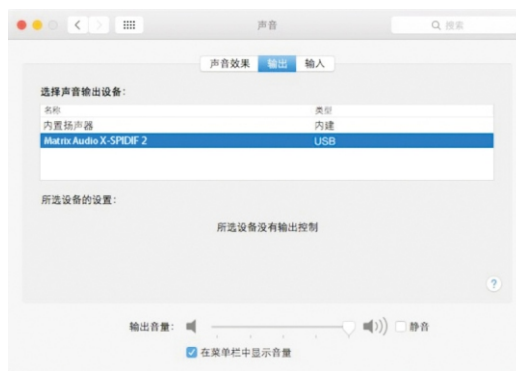 声音
搜索
声音效果 输出 输入
选择声音输出设备:
名称 类型
内置扬声器 内建
Matrix Audio X-SPIDIF 2 USB
所选设备的设置:
所选设备没有输出控制
?
输出音量: 静音
在菜单栏中显示音量